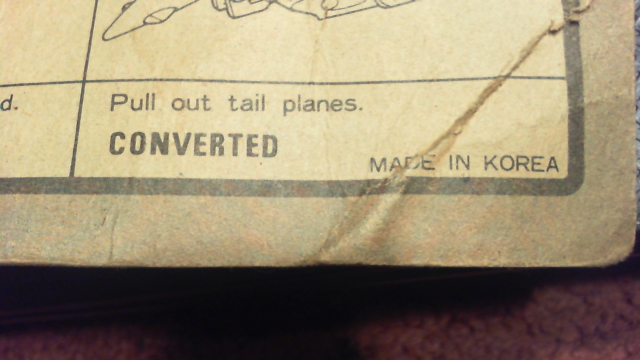 d.
Pull out tail planes.
CONVERTED
MADE IN KOREA